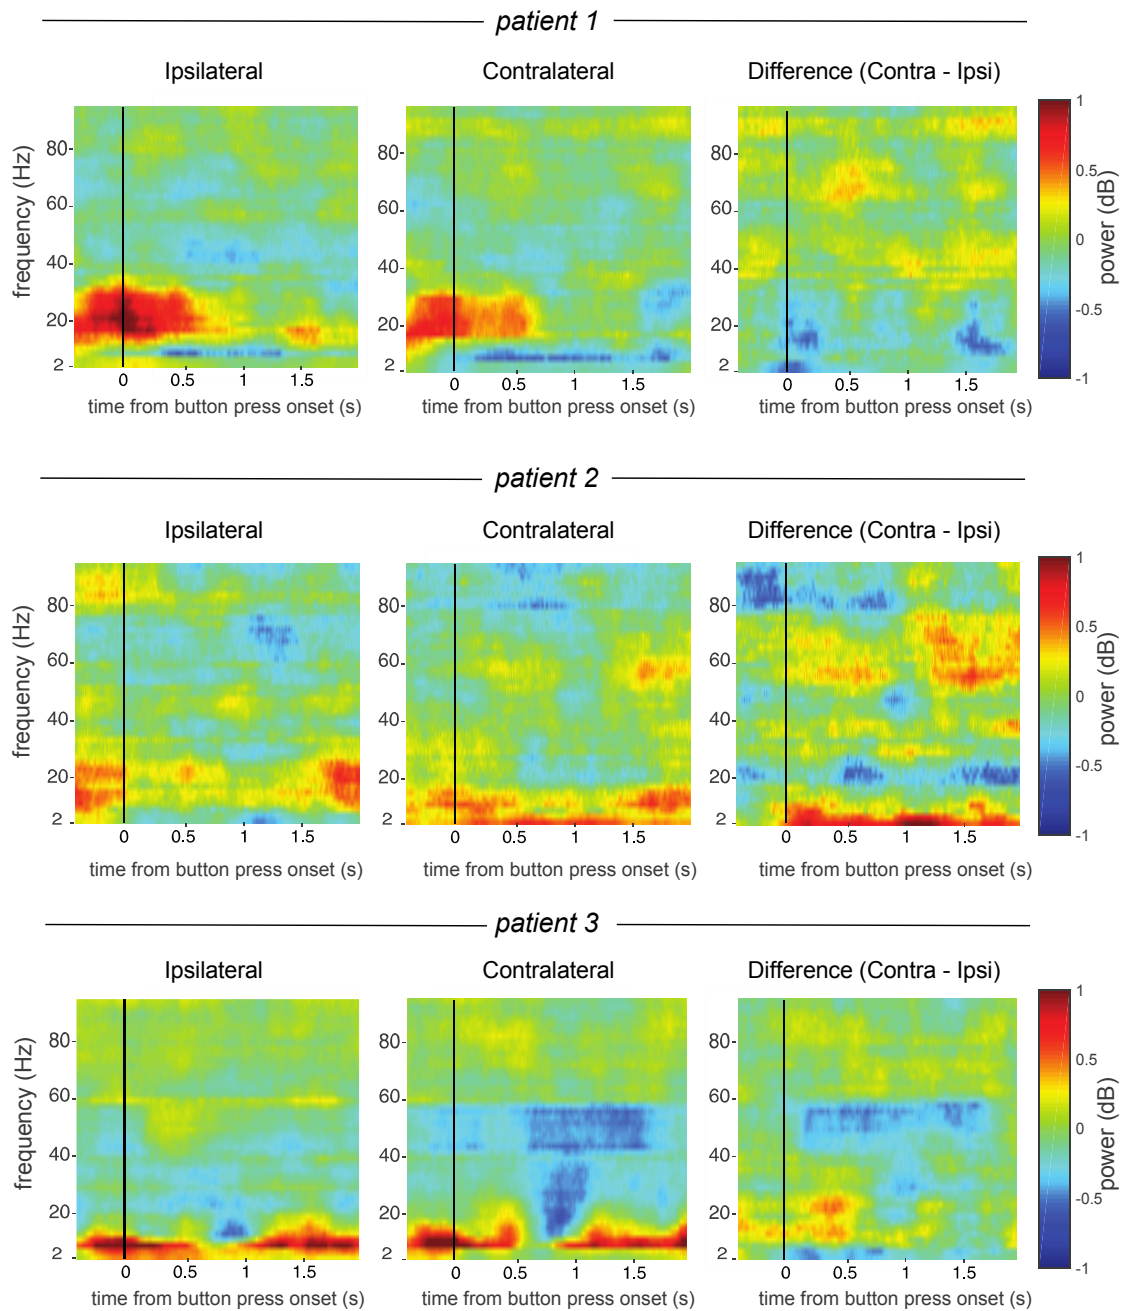 patient 1
Ipsilateral Contralateral Difference (Contra - Ipsi)
frequency (Hz)
80
60
40
20
2
0 0.5 1 1.5
time from button press onset (s)
80
60
40
20
2
0 0.5 1 1.5
time from button press onset (s)
80
60
40
20
2
0 0.5 1 1.5
time from button press onset (s)
1
0.5
0
-0.5
-1
power (dB)
patient 2
Ipsilateral Contralateral Difference (Contra - Ipsi)
frequency (Hz)
80
60
40
20
2
0 0.5 1 1.5
time from button press onset (s)
80
60
40
20
2
0 0.5 1 1.5
time from button press onset (s)
80
60
40
20
2
0 0.5 1 1.5
time from button press onset (s)
1
0.5
0
-0.5
-1
power (dB)
patient 3
Ipsilateral Contralateral Difference (Contra - Ipsi)
frequency (Hz)
80
60
40
20
2
0 0.5 1 1.5
time from button press onset (s)
80
60
40
20
2
0 0.5 1 1.5
time from button press onset (s)
80
60
40
20
2
0 0.5 1 1.5
time from button press onset (s)
1
0.5
0
-0.5
-1
power (dB)